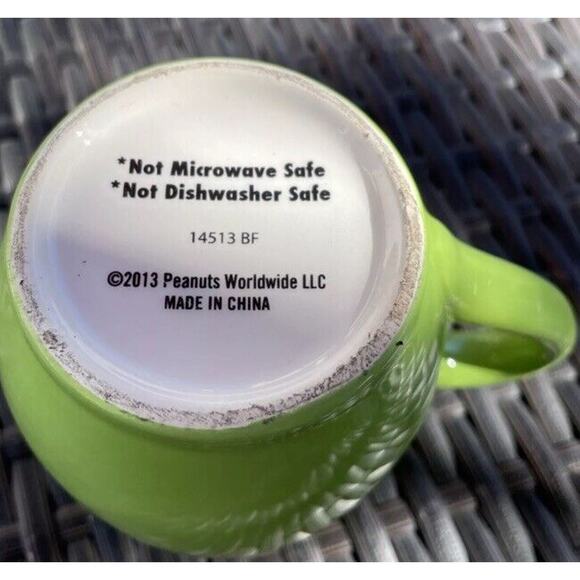 *Not Microwave Safe
*Not Dishwasher Safe
14513 BF
©2013 Peanuts Worldwide LLC
MADE IN CHINA